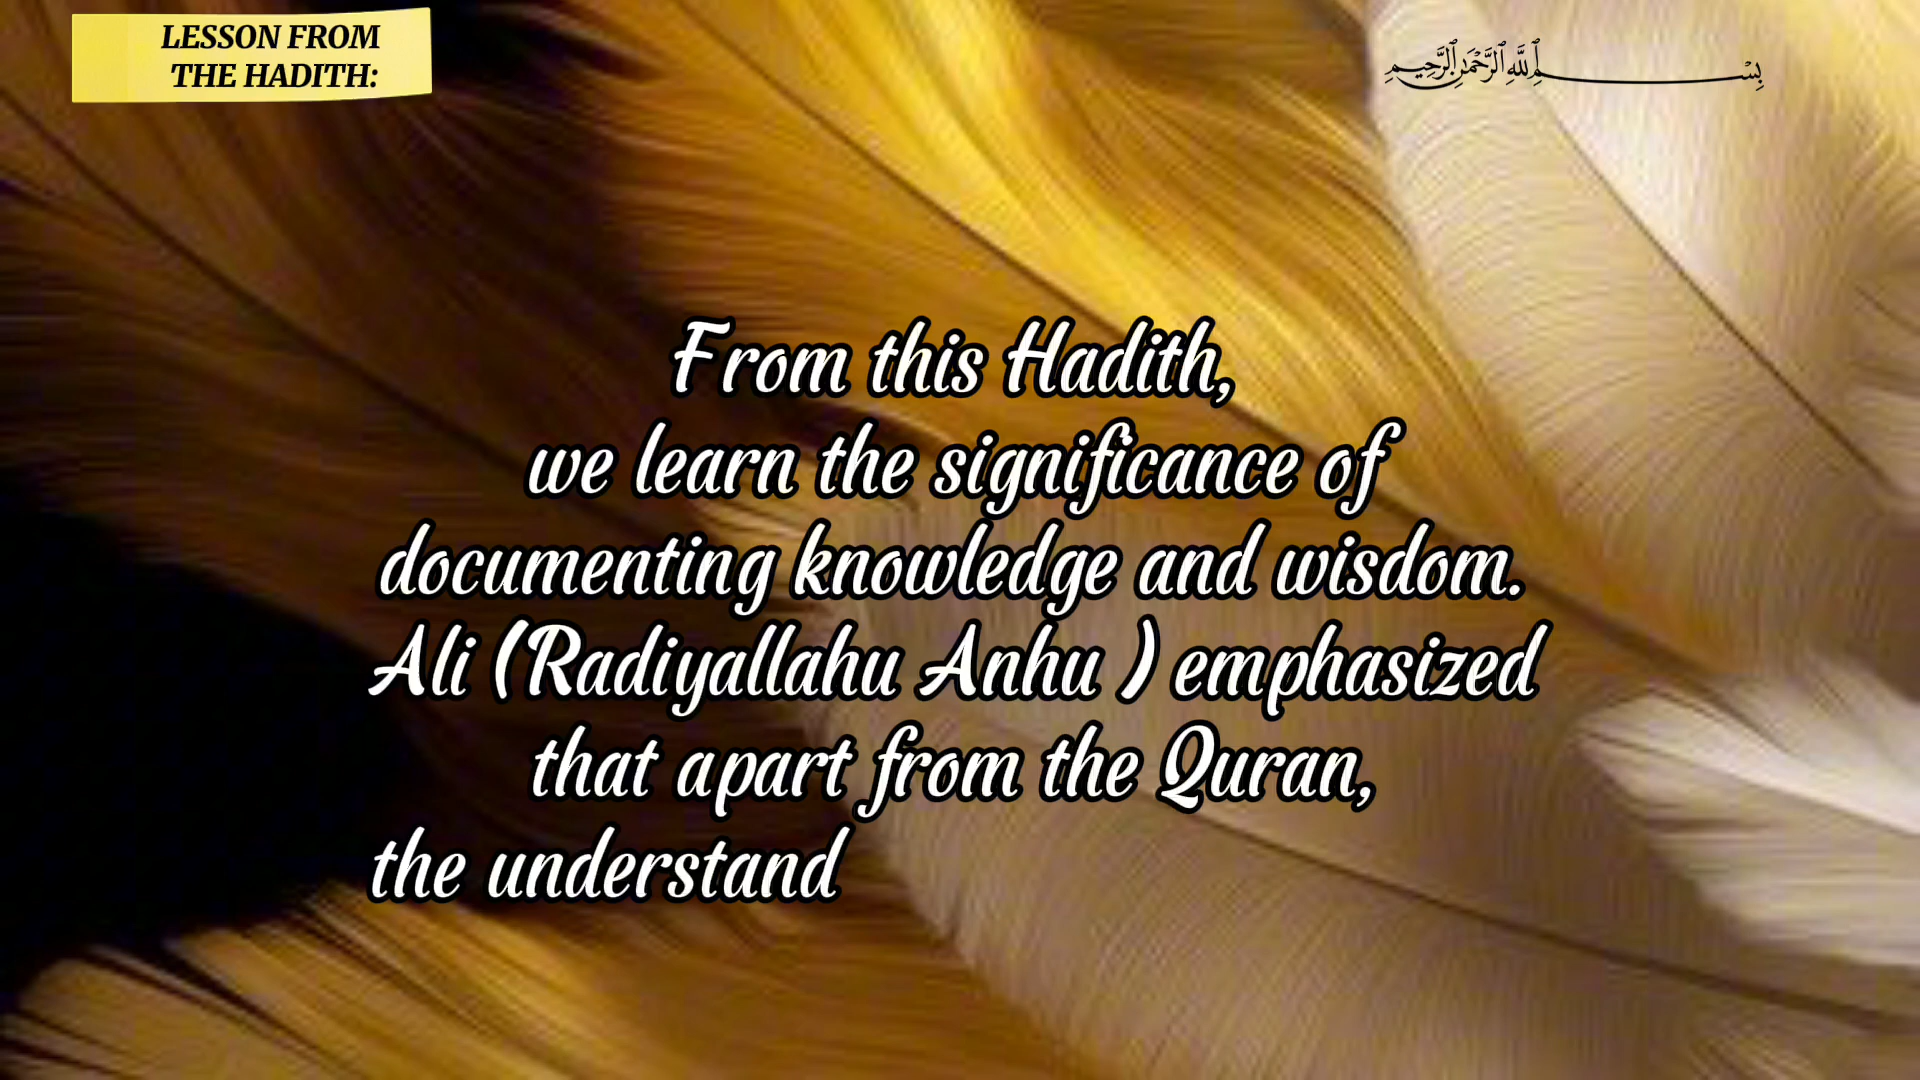 LESSON FROM
THE HADITH:
بِسْمِ ٱللَّهِ ٱلرَّحْمَٰنِ ٱلرَّحِيمِ
From this Hadith,
we learn the significance of
documenting knowledge and wisdom.
Ali (Radiyallahu Anhu ) emphasized
that apart from the Quran,
the understand